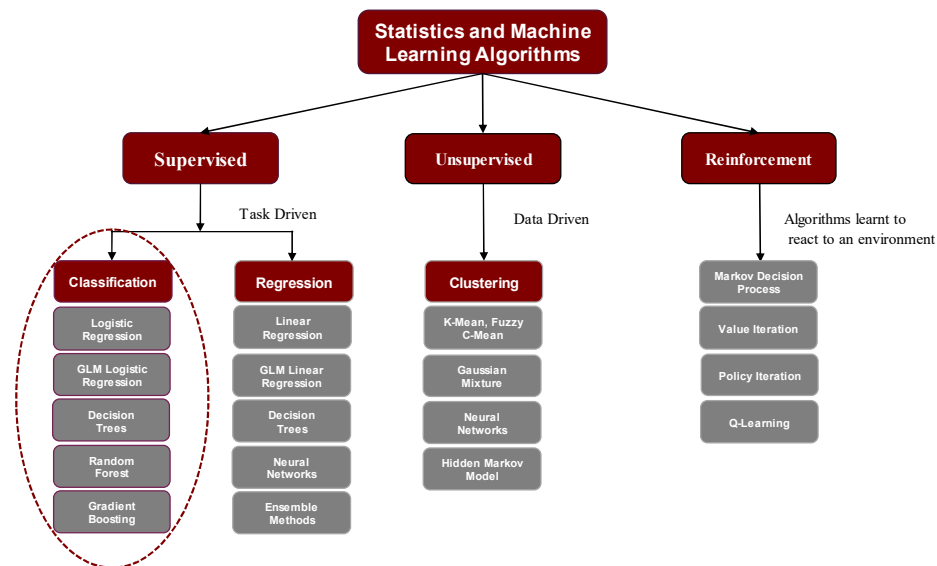 Statistics and Machine
Learning Algorithms
Supervised
Unsupervised
Reinforcement
Task Driven
Data Driven
Algorithms learnt to
react to an environment
Classification
Logistic
Regression
GLM Logistic
Regression
Decision
Trees
Random
Forest
Gradient
Boosting
Regression
Linear
Regression
GLM Linear
Regression
Decision
Trees
Neural
Networks
Ensemble
Methods
Clustering
K-Mean, Fuzzy
C-Mean
Gaussian
Mixture
Neural
Networks
Hidden Markov
Model
Markov Decision
Process
Value Iteration
Policy Iteration
Q-Learning